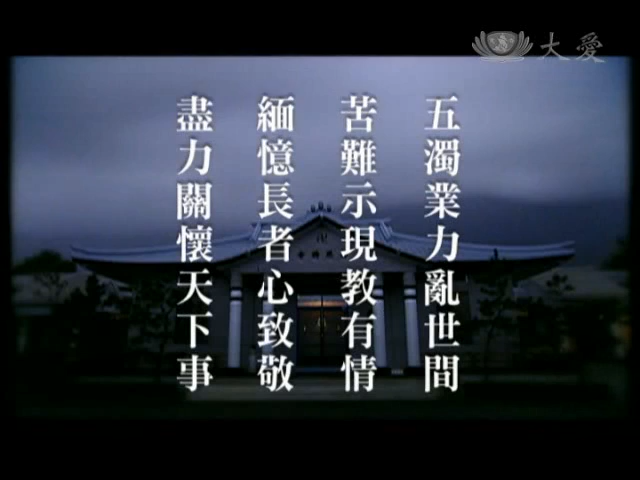 大愛
五濁業力亂世間
苦難示現教有情
緬憶長者心致敬
盡力關懷天下事